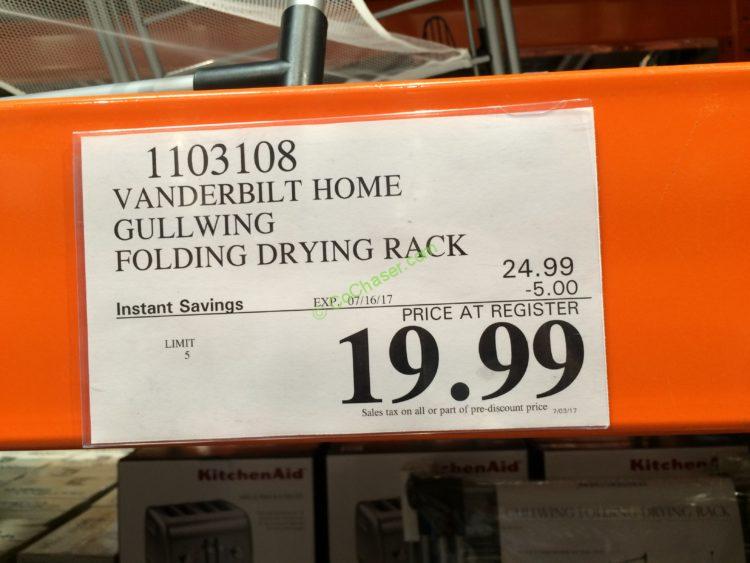 1103108
VANDERBILT HOME
GULLWING
FOLDING DRYING RACK
24.99
-5.00
Instant Savings EXP. 07/16/17
PRICE AT REGISTER
LIMIT
5
19.99
Sales tax on all or part of pre-discount price 7/03/17
© CoChaser.com
KitchenAid
KitchenAid
KitchenAid
GULLWING FOLDING DRYING RACK